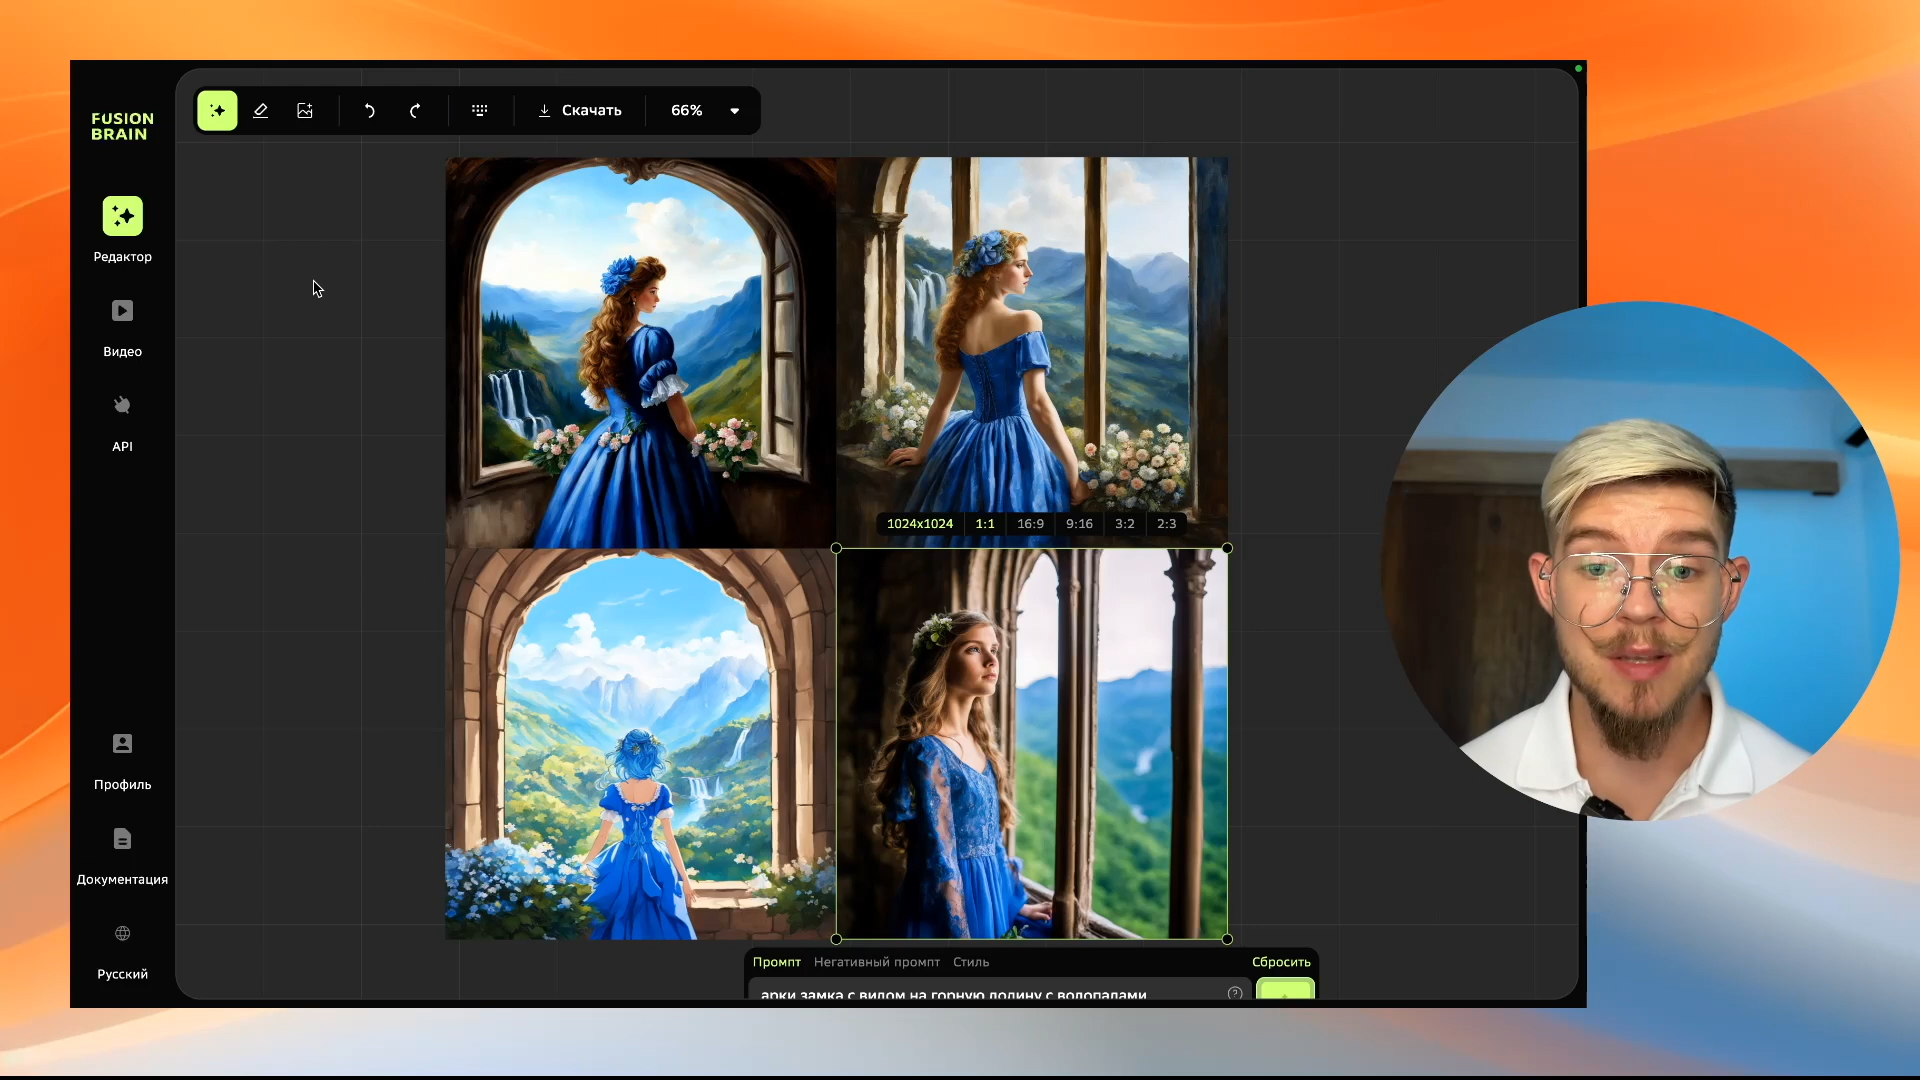 FUSION
BRAIN
Скачать
66%
Редактор
Видео
API
Профиль
Документация
Русский
1024x1024 1:1 16:9 9:16 3:2 2:3
Промпт Негативный промпт Стиль Сбросить
арки замка с видом на горную долину с водопадами